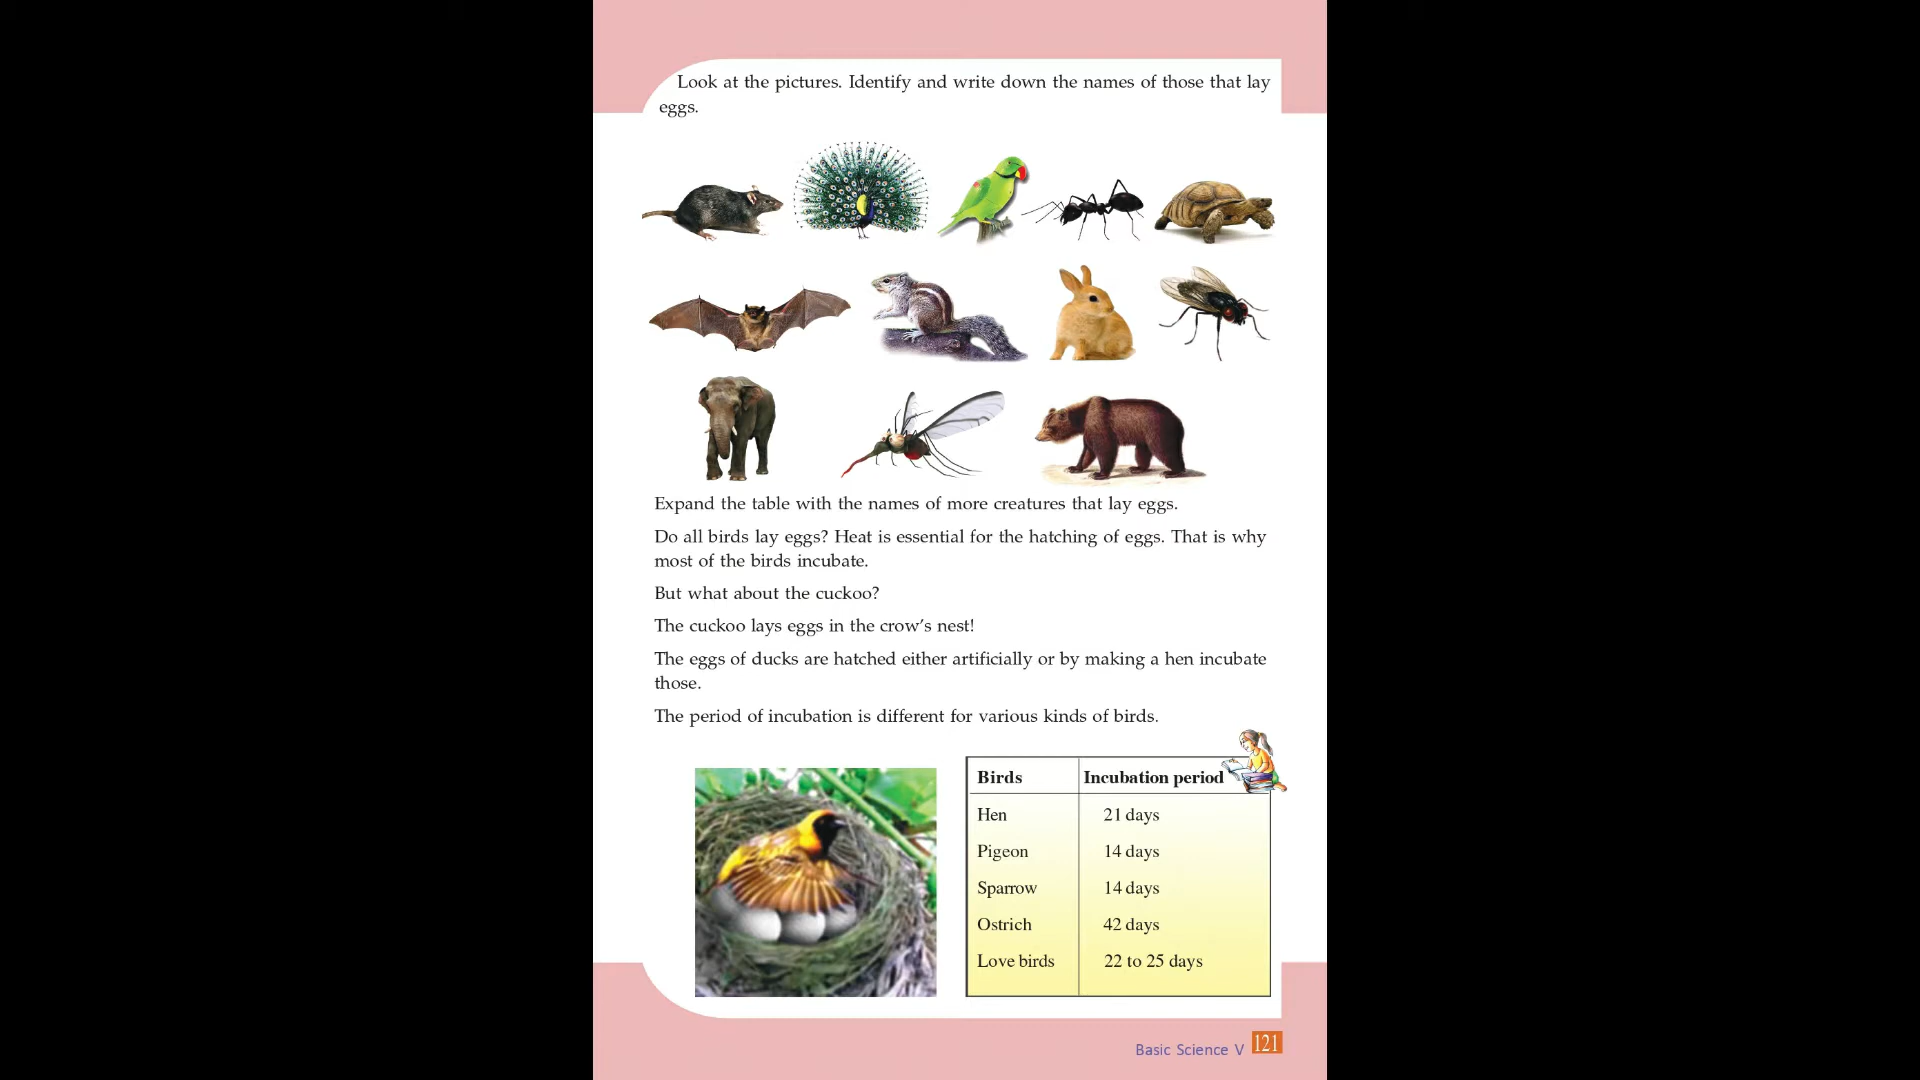 Look at the pictures. Identify and write down the names of those that lay
eggs.
Expand the table with the names of more creatures that lay eggs.
Do all birds lay eggs? Heat is essential for the hatching of eggs. That is why
most of the birds incubate.
But what about the cuckoo?
The cuckoo lays eggs in the crow's nest!
The eggs of ducks are hatched either artificially or by making a hen incubate
those.
The period of incubation is different for various kinds of birds.
Birds Incubation period
Hen 21 days
Pigeon 14 days
Sparrow 14 days
Ostrich 42 days
Love birds 22 to 25 days
Basic Science V 121